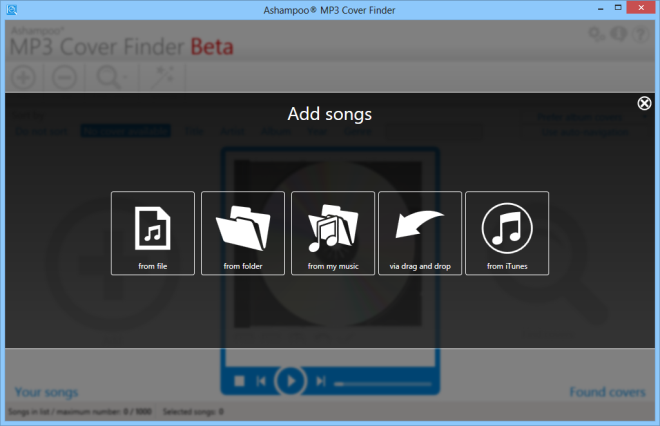 Ashampoo® MP3 Cover Finder
Ashampoo®
MP3 Cover Finder Beta
Add songs
from file
from folder
from my music
via drag and drop
from iTunes
Your songs
Found covers
Songs in list / maximum number: 0 / 5000 Selected songs: 0